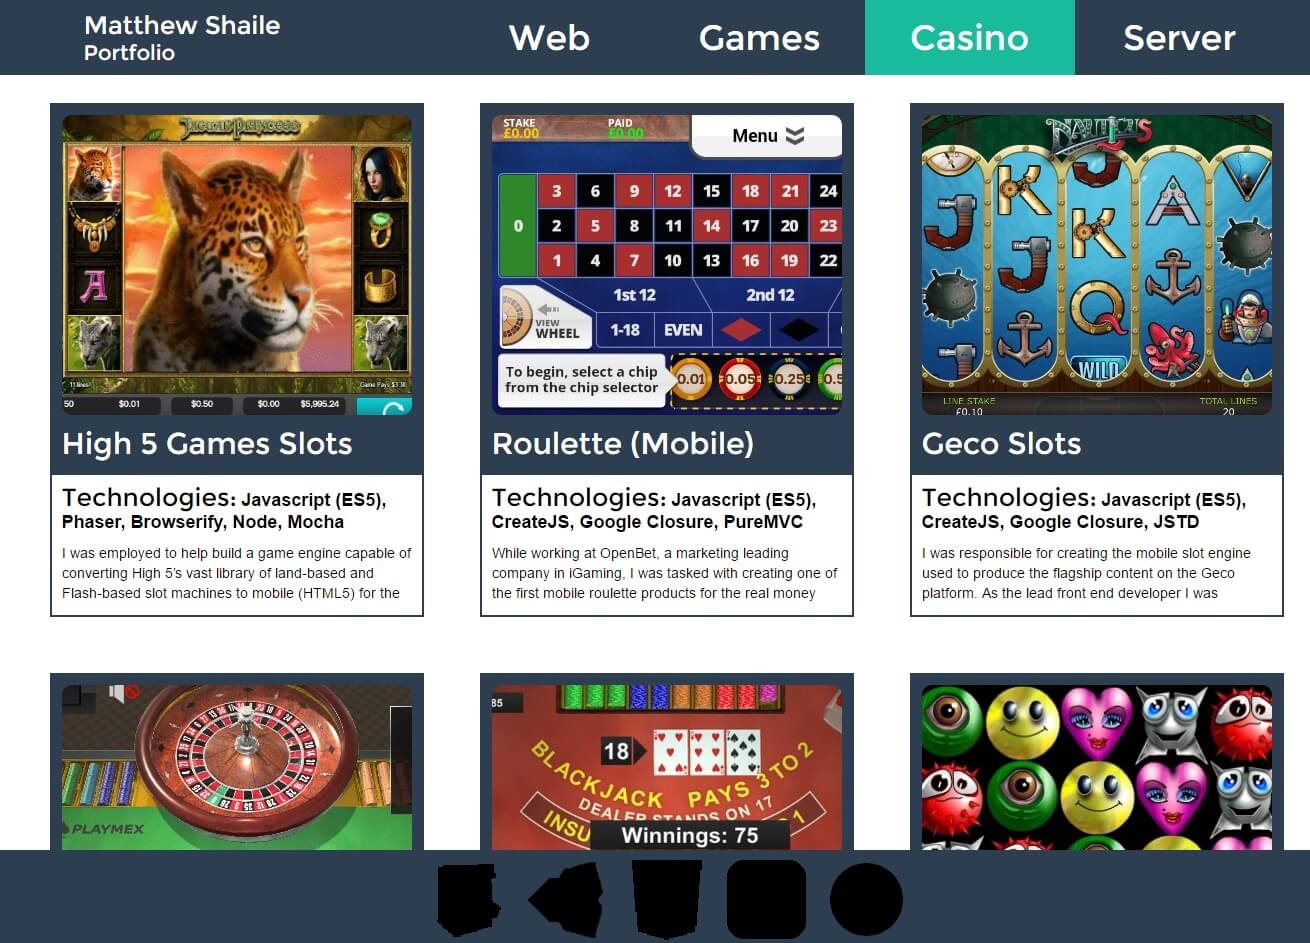 Matthew Shaile
Portfolio
Web
Games
Casino
Server
Jaguar Princess
A
11 lines!
Game Pays $3.38
50
$0.01
$0.50
$0.00
$5,995.24
High 5 Games Slots
Technologies: Javascript (ES5),
Phaser, Browserify, Node, Mocha
I was employed to help build a game engine capable of
converting High 5's vast library of land-based and
Flash-based slot machines to mobile (HTML5) for the
STAKE
£0.00
PAID
£0.00
Menu
3 6 9 12 15 18 21 24
0 2 5 8 11 14 17 20 23
1 4 7 10 13 16 19 22
1st 12
2nd 12
VIEW
WHEEL
1-18
EVEN
To begin, select a chip
from the chip selector
0.01
0.05
0.25
0.5
Roulette (Mobile)
Technologies: Javascript (ES5),
CreateJS, Google Closure, PureMVC
While working at OpenBet, a marketing leading
company in iGaming, I was tasked with creating one of
the first mobile roulette products for the real money
NAUTICUS
J
K
J
K
Q
A
WILD
LINE STAKE
£0.10
TOTAL LINES
20
Geco Slots
Technologies: Javascript (ES5),
CreateJS, Google Closure, JSTD
I was responsible for creating the mobile slot engine
used to produce the flagship content on the Geco
platform. As the lead front end developer I was
PLAYMEX
85
18
BLACKJACK PAYS 3 TO 2
DEALER STANDS ON 17
INSU
1
Winnings: 75